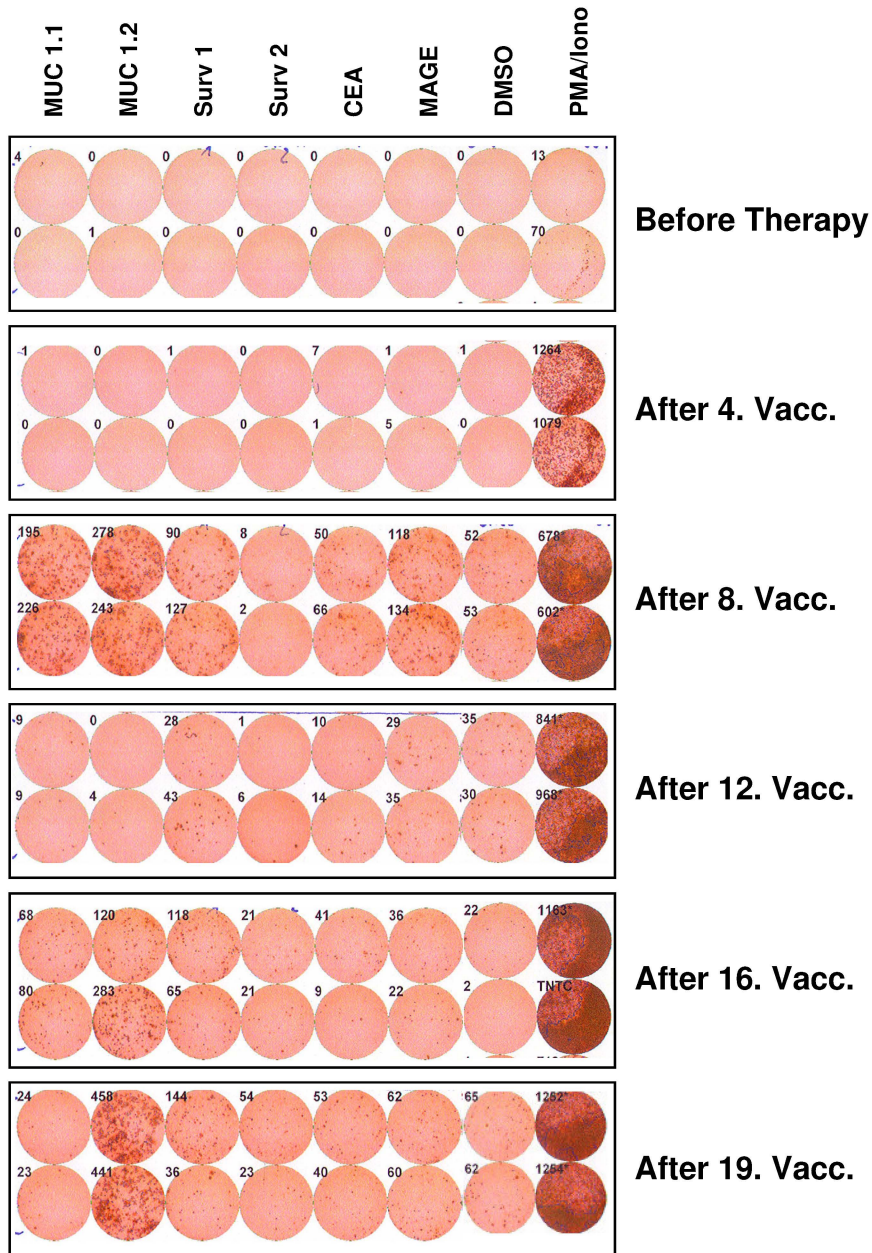 MUC 1.1 MUC 1.2 Surv 1 Surv 2 CEA MAGE DMSO PMA/Iono
4 0 0 0 0 0 0 13
0 1 0 0 0 0 0 70
Before Therapy
1 0 1 0 7 1 1 1264
0 0 0 0 1 5 0 1079
After 4. Vacc.
195 278 90 8 50 118 52 678*
226 243 127 2 66 134 53 602*
After 8. Vacc.
9 0 28 1 10 29 35 841*
9 4 43 6 14 35 30 968*
After 12. Vacc.
68 120 118 21 41 36 22 1163*
80 283 65 21 9 22 2 TNTC
After 16. Vacc.
24 458 144 54 53 62 65 1252*
23 441 36 23 40 60 62 1254*
After 19. Vacc.